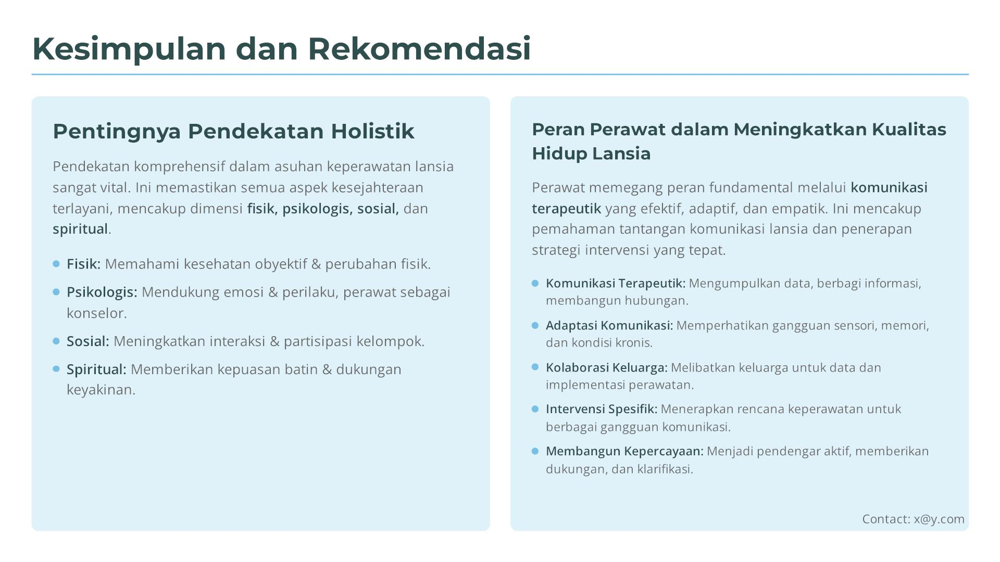 Kesimpulan dan Rekomendasi
Pentingnya Pendekatan Holistik
Pendekatan komprehensif dalam asuhan keperawatan lansia
sangat vital. Ini memastikan semua aspek kesejahteraan
terlayani, mencakup dimensi fisik, psikologis, sosial, dan
spiritual.
Fisik: Memahami kesehatan obyektif & perubahan fisik.
Psikologis: Mendukung emosi & perilaku, perawat sebagai
konselor.
Sosial: Meningkatkan interaksi & partisipasi kelompok.
Spiritual: Memberikan kepuasan batin & dukungan
keyakinan.
Peran Perawat dalam Meningkatkan Kualitas
Hidup Lansia
Perawat memegang peran fundamental melalui komunikasi
terapeutik yang efektif, adaptif, dan empatik. Ini mencakup
pemahaman tantangan komunikasi lansia dan penerapan
strategi intervensi yang tepat.
Komunikasi Terapeutik: Mengumpulkan data, berbagi informasi,
membangun hubungan.
Adaptasi Komunikasi: Memperhatikan gangguan sensori, memori,
dan kondisi kronis.
Kolaborasi Keluarga: Melibatkan keluarga untuk data dan
implementasi perawatan.
Intervensi Spesifik: Menerapkan rencana keperawatan untuk
berbagai gangguan komunikasi.
Membangun Kepercayaan: Menjadi pendengar aktif, memberikan
dukungan, dan klarifikasi.
Contact: x@y.com